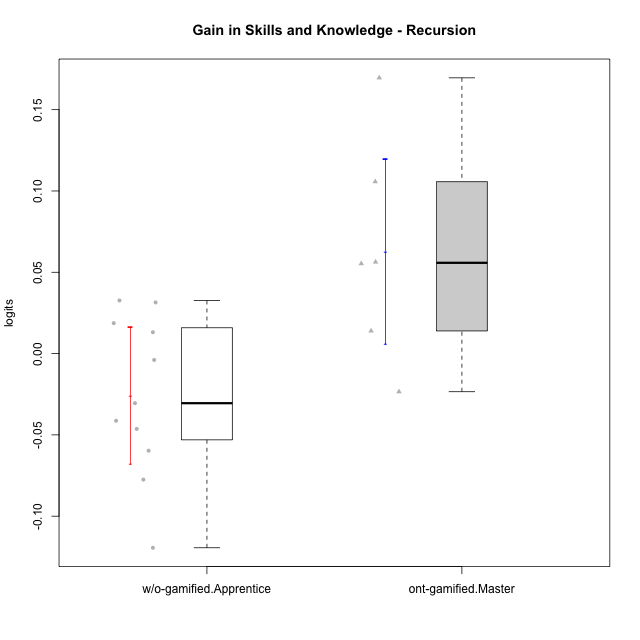 Gain in Skills and Knowledge - Recursion
logits
0.15
0.10
0.05
0.00
-0.05
-0.10
w/o-gamified.Apprentice
ont-gamified.Master